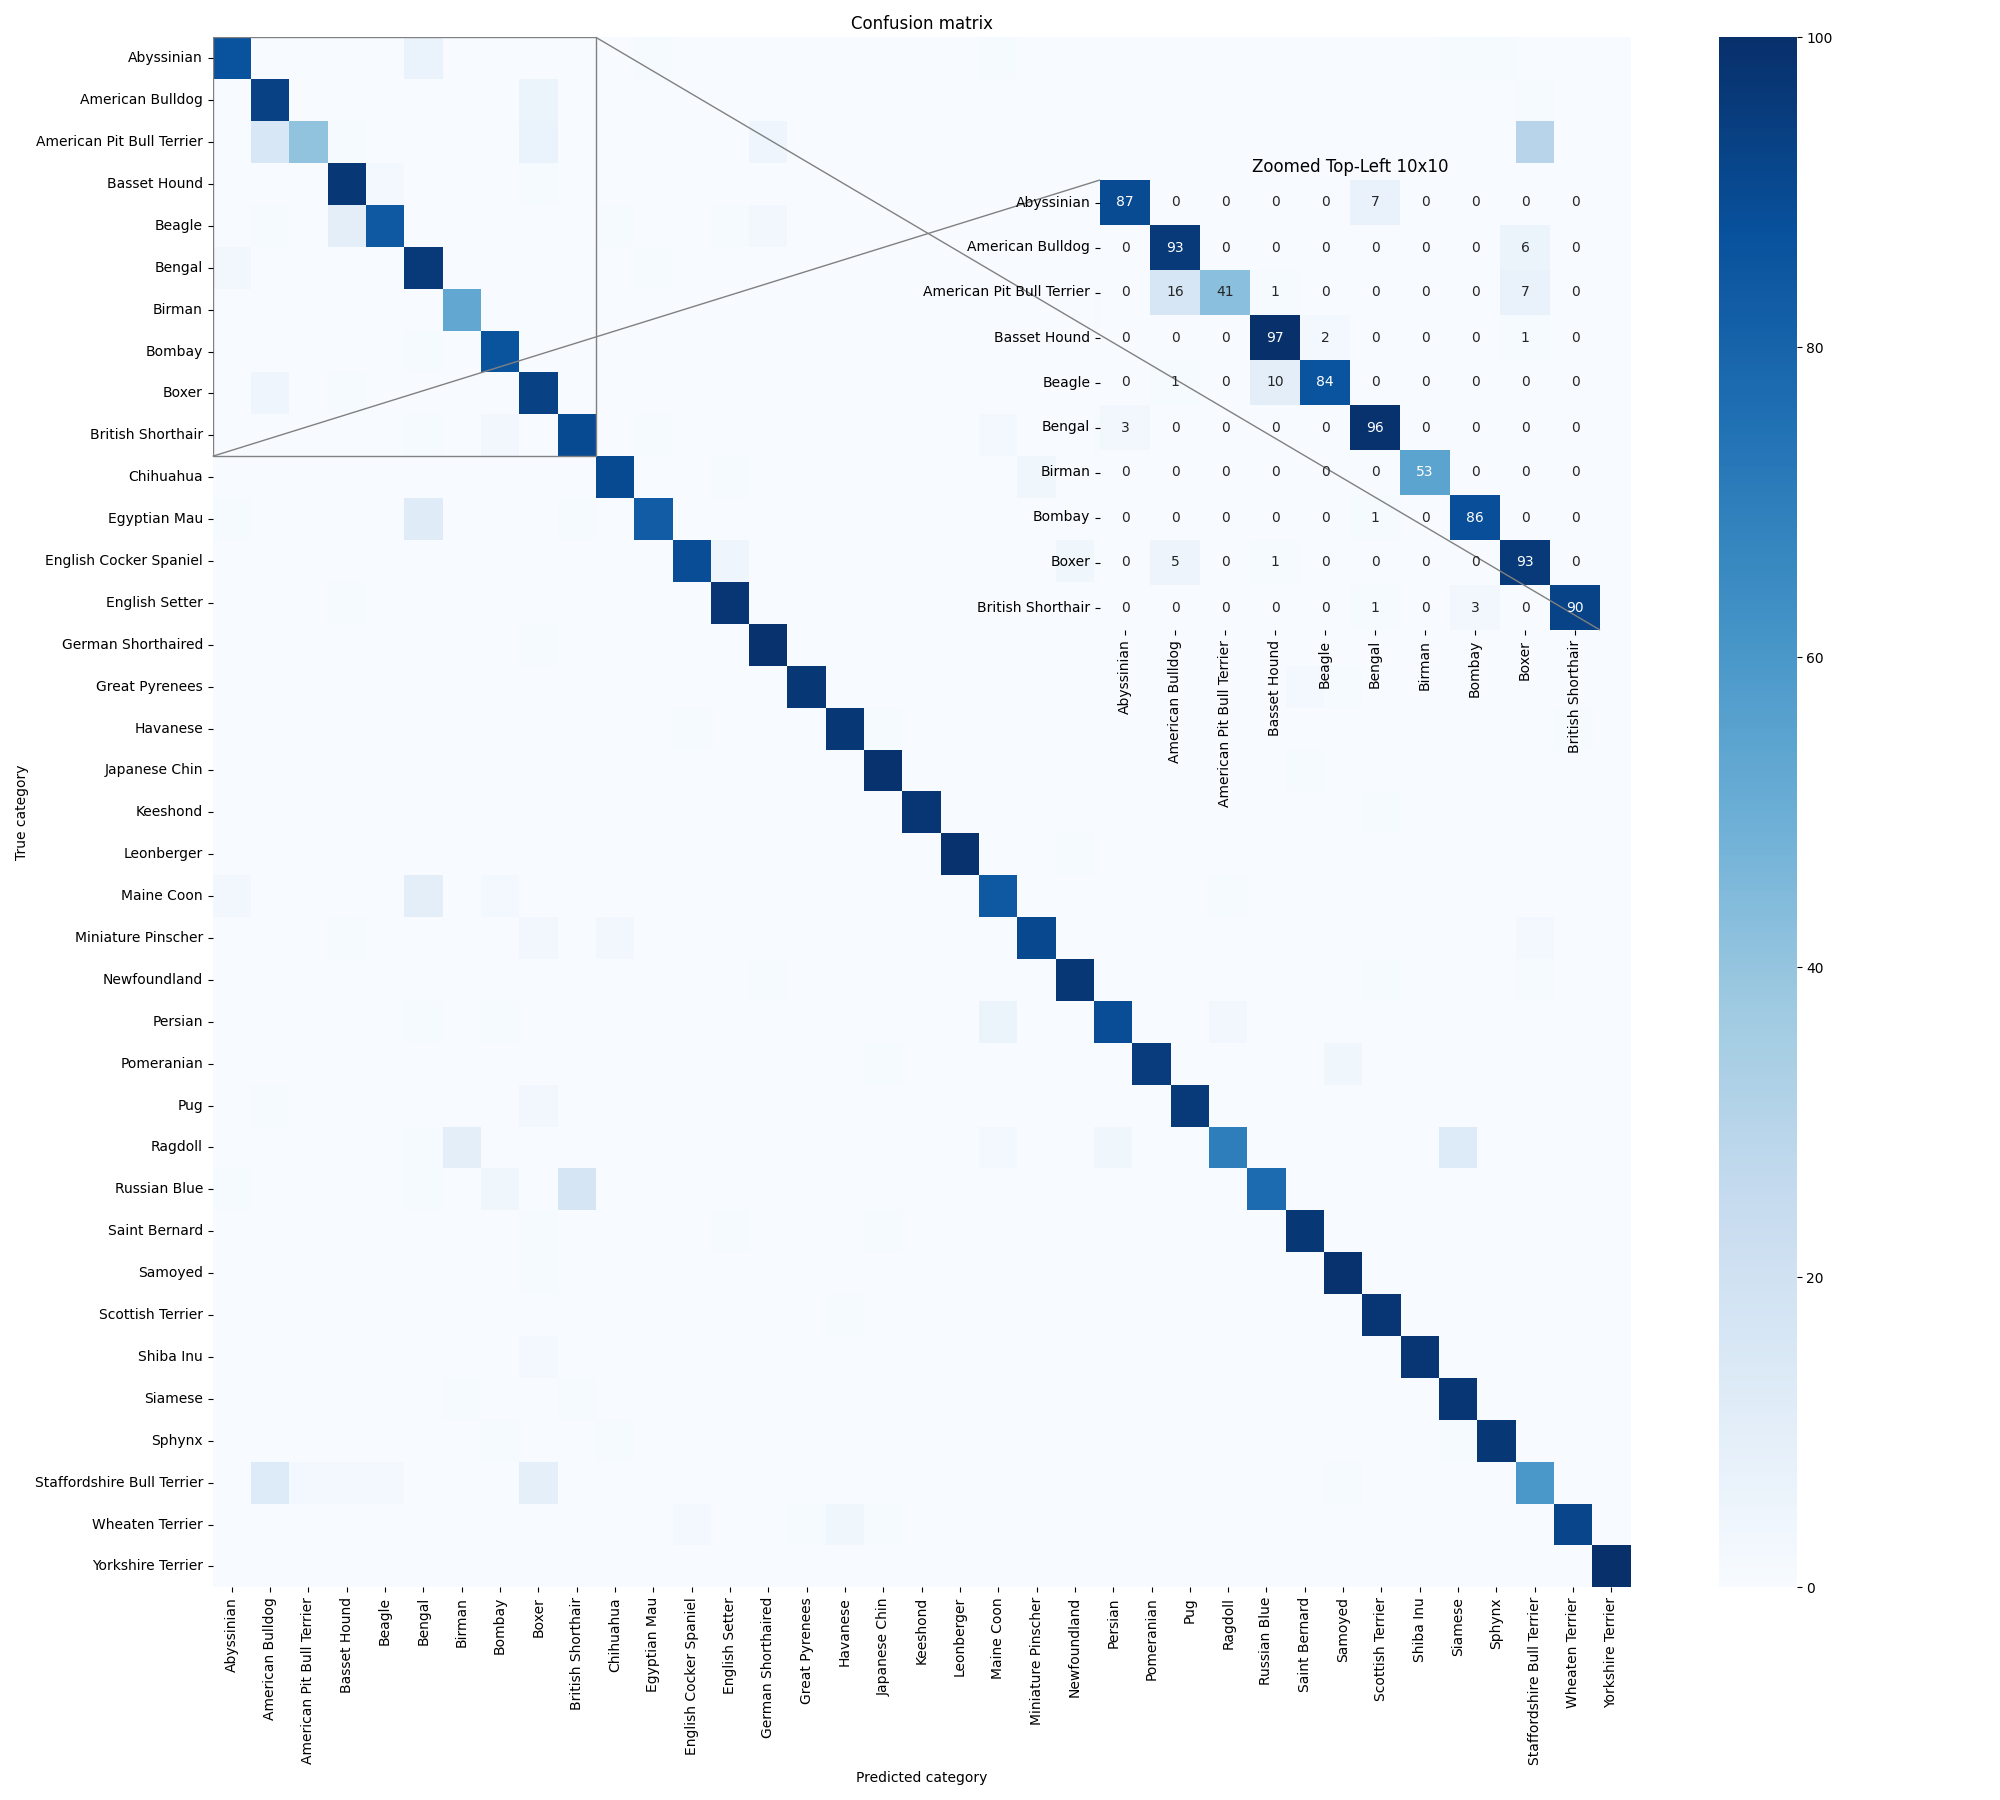 Confusion matrix
Abyssinian
American Bulldog
American Pit Bull Terrier
Basset Hound
Beagle
Bengal
Birman
Bombay
Boxer
British Shorthair
Chihuahua
Egyptian Mau
English Cocker Spaniel
English Setter
German Shorthaired
Great Pyrenees
Havanese
Japanese Chin
Keeshond
Leonberger
Maine Coon
Miniature Pinscher
Newfoundland
Persian
Pomeranian
Pug
Ragdoll
Russian Blue
Saint Bernard
Samoyed
Scottish Terrier
Shiba Inu
Siamese
Sphynx
Staffordshire Bull Terrier
Wheaten Terrier
Yorkshire Terrier
True category
Zoomed Top-Left 10x10
Abyssinian 87 0 0 0 0 7 0 0 0 0
American Bulldog 0 93 0 0 0 0 0 0 6 0
American Pit Bull Terrier 0 16 41 1 0 0 0 0 7 0
Basset Hound 0 0 0 97 2 0 0 0 1 0
Beagle 0 1 0 10 84 0 0 0 0 0
Bengal 3 0 0 0 0 96 0 0 0 0
Birman 0 0 0 0 0 0 53 0 0 0
Bombay 0 0 0 0 0 1 0 86 0 0
Boxer 0 5 0 1 0 0 0 0 93 0
British Shorthair 0 0 0 0 0 1 0 3 0 90
Abyssinian
American Bulldog
American Pit Bull Terrier
Basset Hound
Beagle
Bengal
Birman
Bombay
Boxer
British Shorthair
100
80
60
40
20
0
Abyssinian
American Bulldog
American Pit Bull Terrier
Basset Hound
Beagle
Bengal
Birman
Bombay
Boxer
British Shorthair
Chihuahua
Egyptian Mau
English Cocker Spaniel
English Setter
German Shorthaired
Great Pyrenees
Havanese
Japanese Chin
Keeshond
Leonberger
Maine Coon
Miniature Pinscher
Newfoundland
Persian
Pomeranian
Pug
Ragdoll
Russian Blue
Saint Bernard
Samoyed
Scottish Terrier
Shiba Inu
Siamese
Sphynx
Staffordshire Bull Terrier
Wheaten Terrier
Yorkshire Terrier
Predicted category